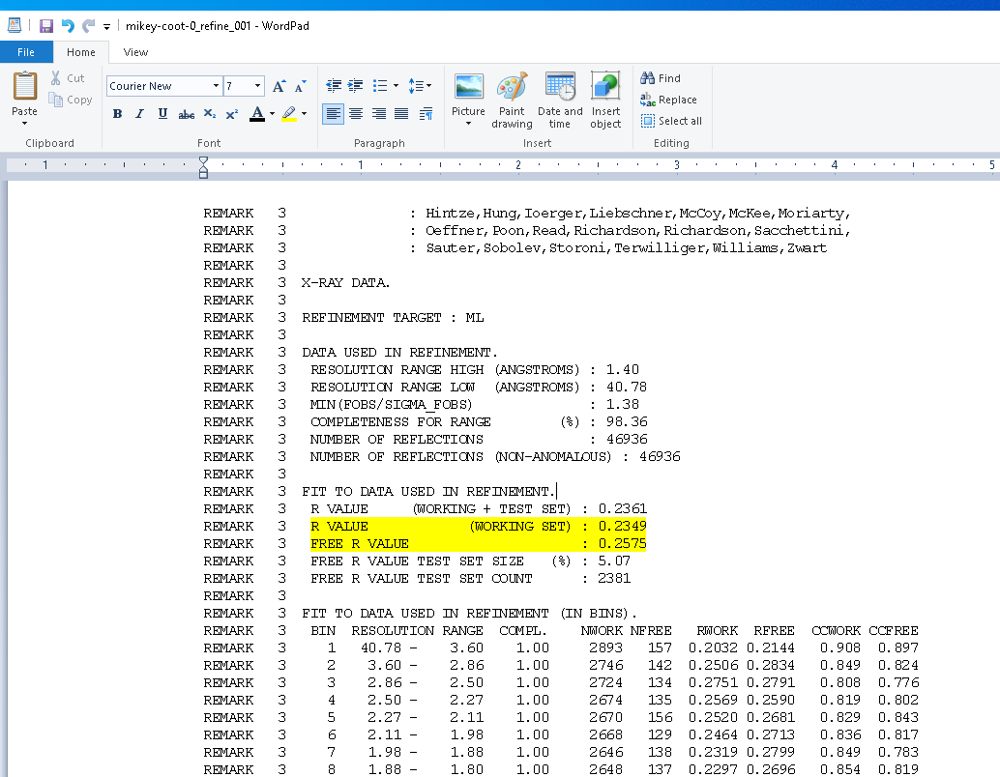 mikey-coot-0_refine_001 - WordPad
File Home View
Paste Cut Copy
Clipboard
Courier New 7 A A
B I U abc X₂ X² A
Font
Paragraph
Picture Paint drawing Date and time Insert object
Insert
Find
Replace
Select all
Editing
1 1 2 3 4 5
REMARK 3 : Hintze,Hung,Ioerger,Liebschner,McCoy,McKee,Moriarty,
REMARK 3 : Oeffner,Poon,Read,Richardson,Richardson,Sacchettini,
REMARK 3 : Sauter,Sobolev,Storoni,Terwilliger,Williams,Zwart
REMARK 3
REMARK 3 X-RAY DATA.
REMARK 3
REMARK 3 REFINEMENT TARGET : ML
REMARK 3
REMARK 3 DATA USED IN REFINEMENT.
REMARK 3 RESOLUTION RANGE HIGH (ANGSTROMS) : 1.40
REMARK 3 RESOLUTION RANGE LOW (ANGSTROMS) : 40.78
REMARK 3 MIN(FOBS/SIGMA_FOBS) : 1.38
REMARK 3 COMPLETENESS FOR RANGE (%) : 98.36
REMARK 3 NUMBER OF REFLECTIONS : 46936
REMARK 3 NUMBER OF REFLECTIONS (NON-ANOMALOUS) : 46936
REMARK 3
REMARK 3 FIT TO DATA USED IN REFINEMENT.
REMARK 3 R VALUE (WORKING + TEST SET) : 0.2361
REMARK 3 R VALUE (WORKING SET) : 0.2349
REMARK 3 FREE R VALUE : 0.2575
REMARK 3 FREE R VALUE TEST SET SIZE (%) : 5.07
REMARK 3 FREE R VALUE TEST SET COUNT : 2381
REMARK 3
REMARK 3 FIT TO DATA USED IN REFINEMENT (IN BINS).
REMARK 3 BIN RESOLUTION RANGE COMPL. NWORK NFREE RWORK RFREE CCWORK CCFREE
REMARK 3 1 40.78 - 3.60 1.00 2893 157 0.2032 0.2144 0.908 0.897
REMARK 3 2 3.60 - 2.86 1.00 2746 142 0.2506 0.2834 0.849 0.824
REMARK 3 3 2.86 - 2.50 1.00 2724 134 0.2751 0.2791 0.808 0.776
REMARK 3 4 2.50 - 2.27 1.00 2674 135 0.2569 0.2590 0.819 0.802
REMARK 3 5 2.27 - 2.11 1.00 2670 156 0.2520 0.2681 0.829 0.843
REMARK 3 6 2.11 - 1.98 1.00 2668 129 0.2464 0.2713 0.836 0.817
REMARK 3 7 1.98 - 1.88 1.00 2646 138 0.2319 0.2799 0.849 0.783
REMARK 3 8 1.88 - 1.80 1.00 2648 137 0.2297 0.2696 0.854 0.819